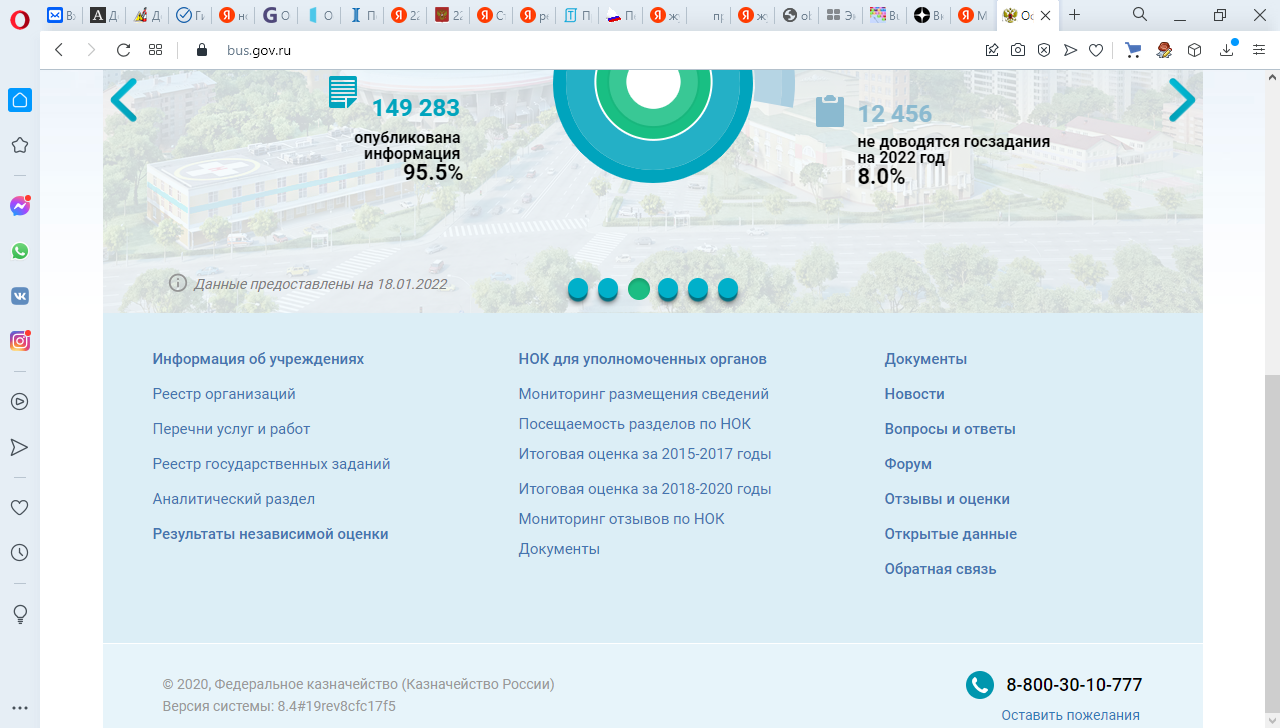 bus.gov.ru
149 283
опубликована
информация
95.5%
12 456
не доводятся госзадания
на 2022 год
8.0%
Данные предоставлены на 18.01.2022
Информация об учреждениях
Реестр организаций
Перечни услуг и работ
Реестр государственных заданий
Аналитический раздел
Результаты независимой оценки
НОК для уполномоченных органов
Мониторинг размещения сведений
Посещаемость разделов по НОК
Итоговая оценка за 2015-2017 годы
Итоговая оценка за 2018-2020 годы
Мониторинг отзывов по НОК
Документы
Документы
Новости
Вопросы и ответы
Форум
Отзывы и оценки
Открытые данные
Обратная связь
© 2020, Федеральное казначейство (Казначейство России)
Версия системы: 8.4#19rev8cfc17f5
8-800-30-10-777
Оставить пожелания